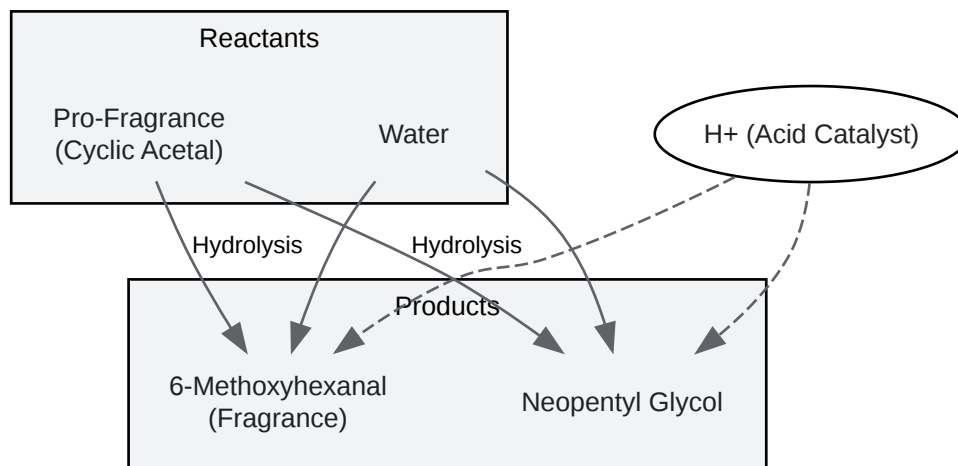 Reactants
Pro-Fragrance
(Cyclic Acetal)
Water
H+ (Acid Catalyst)
Hydrolysis
Hydrolysis
Products
6-Methoxyhexanal
(Fragrance)
Neopentyl Glycol